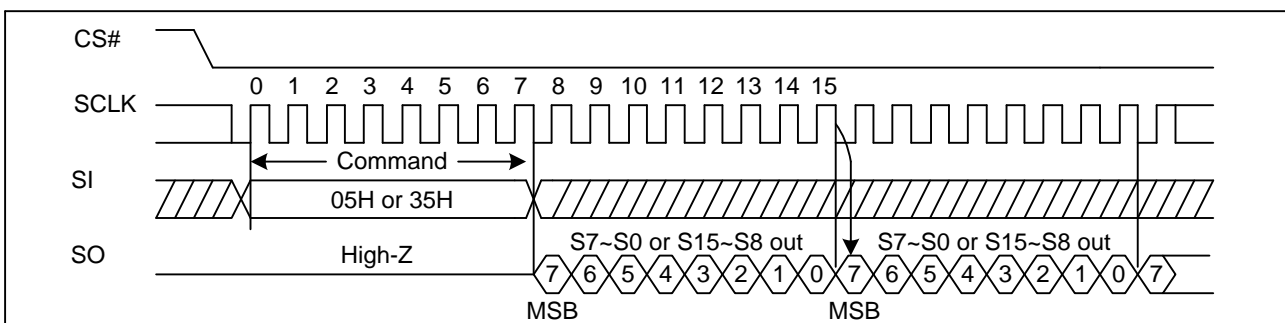 CS#
0 1 2 3 4 5 6 7 8 9 10 11 12 13 14 15
SCLK
Command
SI
05H or 35H
S7~S0 or S15~S8 out S7~S0 or S15~S8 out
SO High-Z
7 6 5 4 3 2 1 0 7 6 5 4 3 2 1 0 7
MSB MSB